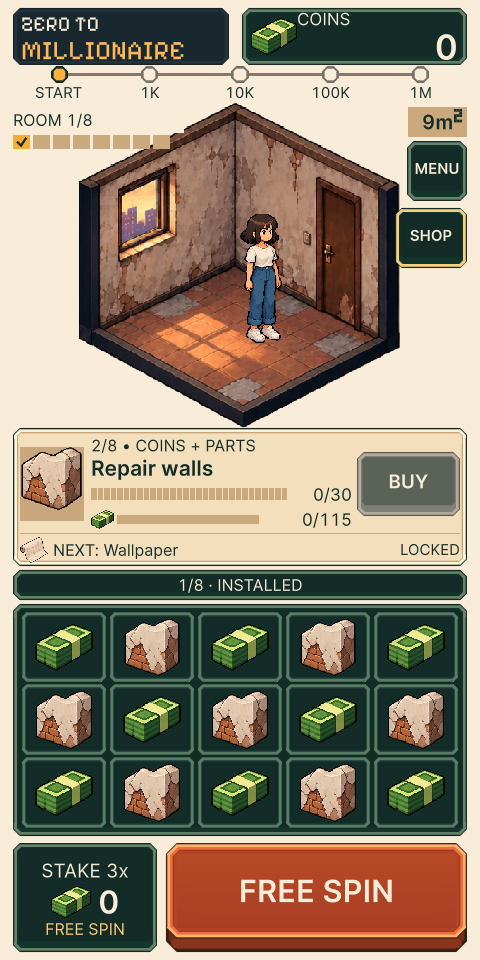 ZERO TO
MILLIONAIRE
COINS
0
START
1K
10K
100K
1M
ROOM 1/8
9m²
MENU
SHOP
2/8 • COINS + PARTS
Repair walls
BUY
0/30
0/115
NEXT: Wallpaper
LOCKED
1/8 · INSTALLED
STAKE 3x
0
FREE SPIN
FREE SPIN